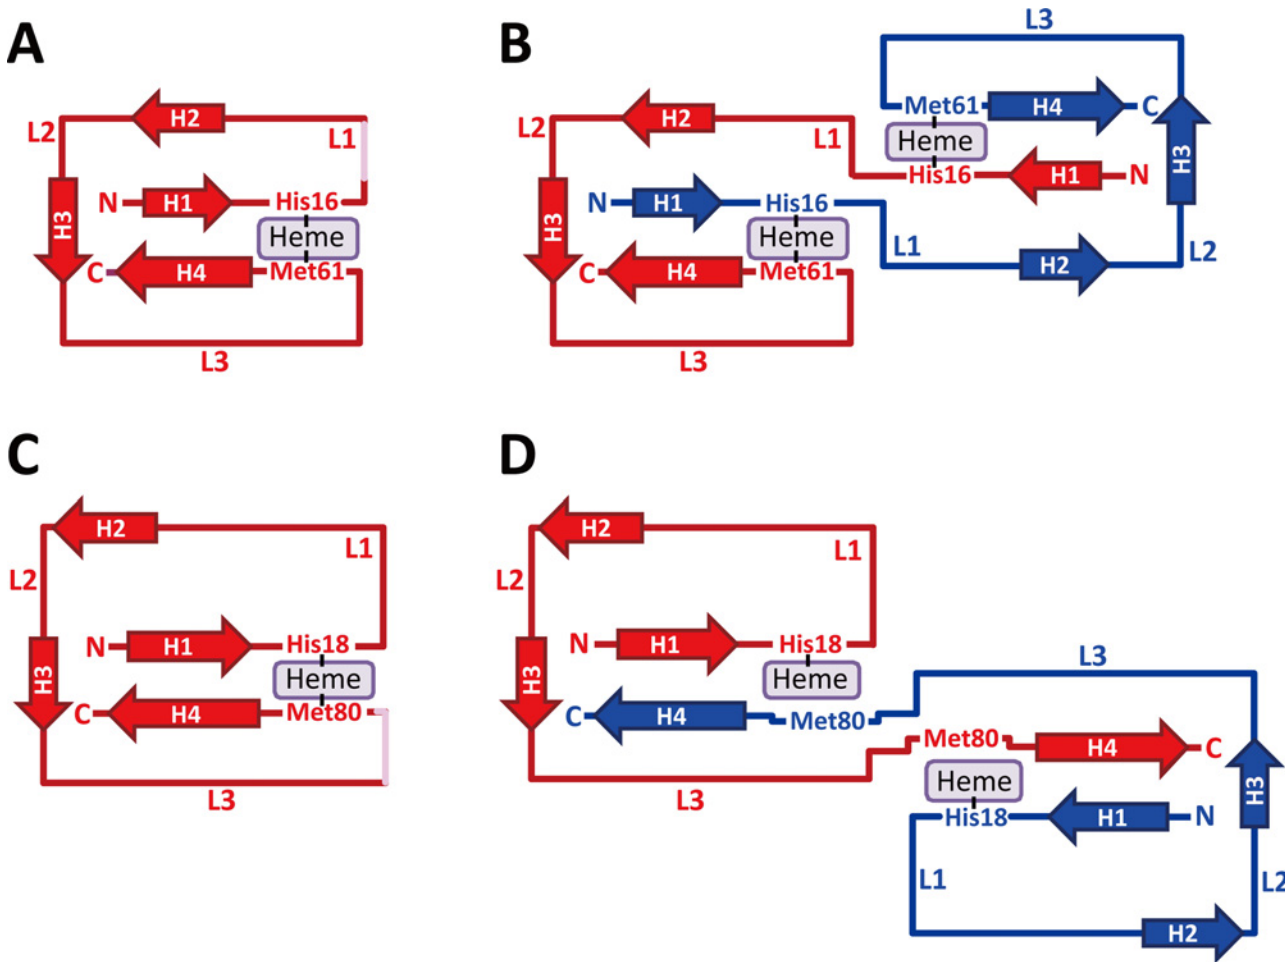 A
H2
L2
L1
N
H1
His16
H3
Heme
C
H4
Met61
L3
B
L3
Met61
H4
C
H2
Heme
L2
L1
H3
His16
H1
N
N
H1
His16
H3
Heme
L1
H2
L2
C
H4
Met61
L3
C
H2
L1
L2
N
H1
His18
H3
Heme
C
H4
Met80
L3
D
H2
L1
L2
N
H1
His18
H3
Heme
L3
C
H4
Met80
Met80
H4
C
L3
Heme
H3
His18
H1
N
L1
L2
H2